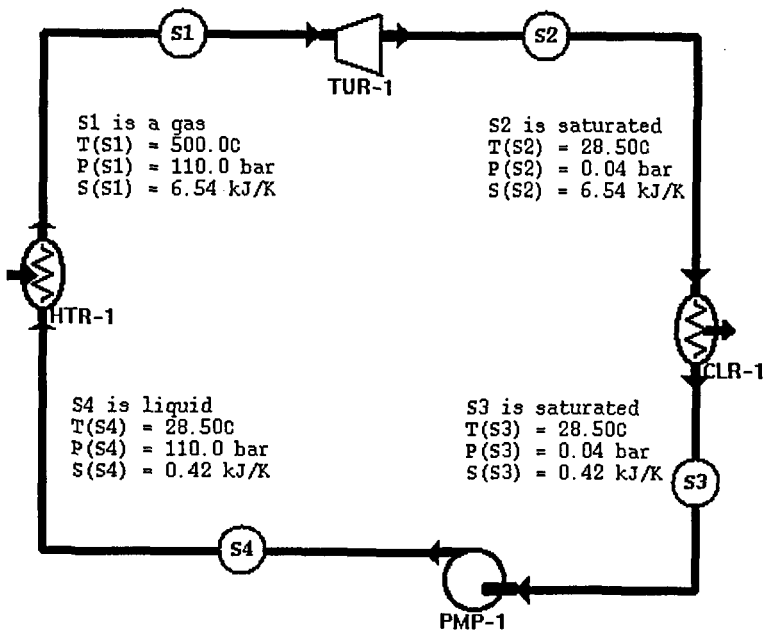 S1
S2
TUR-1
S1 is a gas
T(S1) = 500.0C
P(S1) = 110.0 bar
S(S1) = 6.54 kJ/K
S2 is saturated
T(S2) = 28.50C
P(S2) = 0.04 bar
S(S2) = 6.54 kJ/K
HTR-1
CLR-1
S4 is liquid
T(S4) = 28.50C
P(S4) = 110.0 bar
S(S4) = 0.42 kJ/K
S3 is saturated
T(S3) = 28.50C
P(S3) = 0.04 bar
S(S3) = 0.42 kJ/K
S3
S4
PMP-1